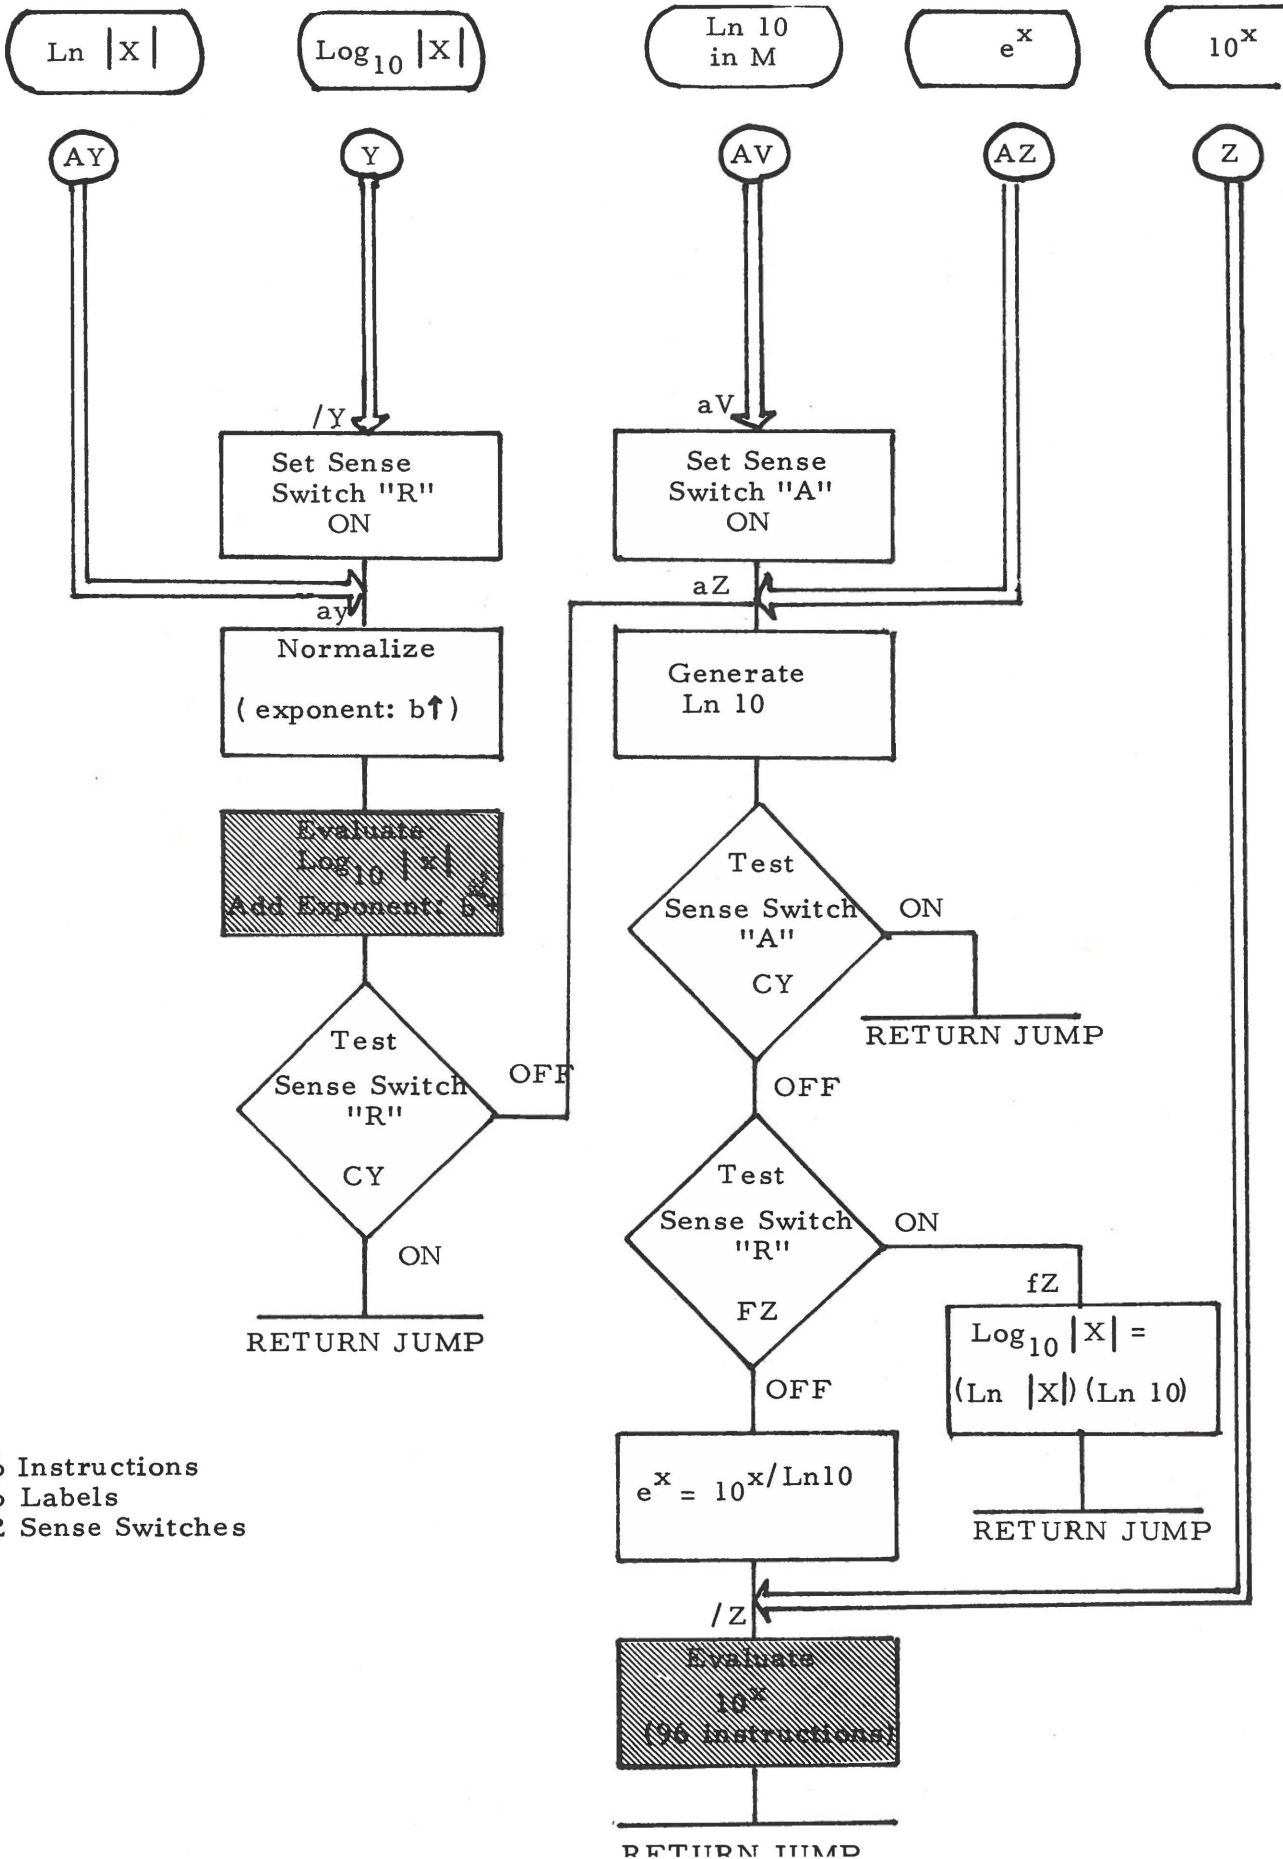 Ln |X|
Log10 |X|
Ln 10
in M
e^x
10^x
AY
Y
AV
AZ
Z
/Y
aV
Set Sense
Switch "R"
ON
Set Sense
Switch "A"
ON
ay
aZ
Normalize
( exponent: b↑)
Generate
Ln 10
Evaluate
Log10 |x|
Add Exponent: b
Test
Sense Switch
"A"
CY
ON
RETURN JUMP
OFF
Test
Sense Switch
"R"
CY
OFF
ON
RETURN JUMP
Test
Sense Switch
"R"
FZ
ON
fZ
Log10 |X| =
(Ln |X|) (Ln 10)
RETURN JUMP
OFF
e^x = 10^x/Ln10
Instructions
Labels
2 Sense Switches
/Z
Evaluate
10^x
(96 instructions)
RETURN JUMP